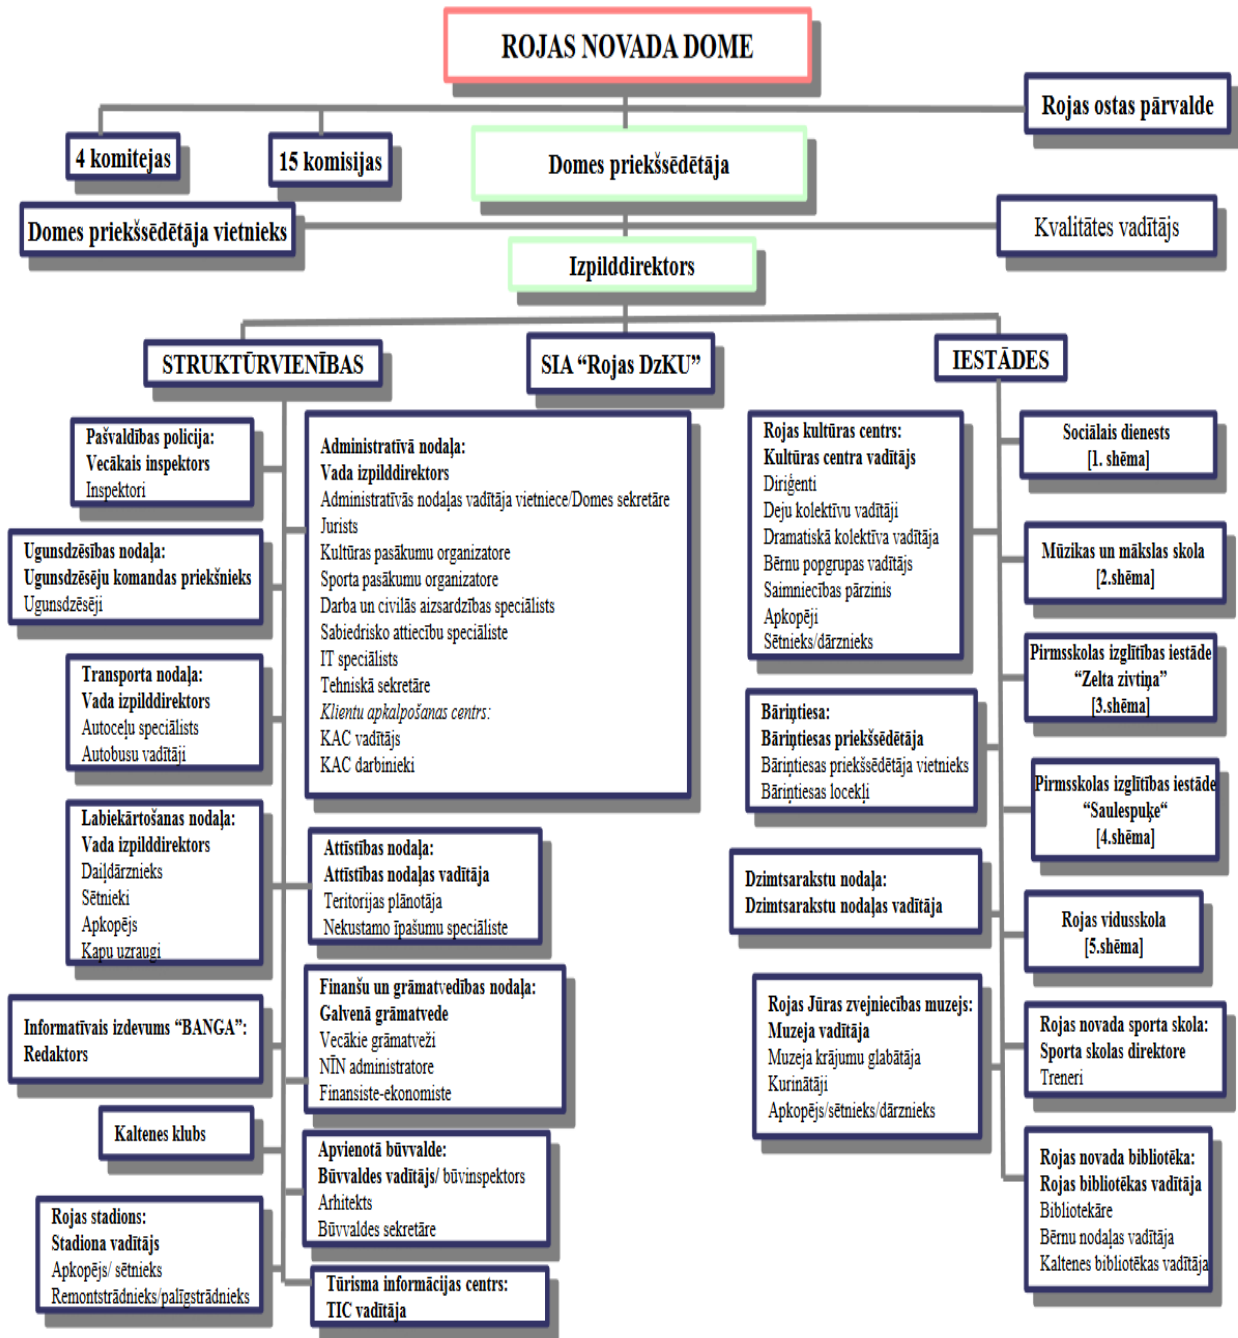 ROJAS NOVADA DOME
Rojas ostas pārvalde
4 komitejas
15 komisijas
Domes priekšsēdētāja
Domes priekšsēdētāja vietnieks
Kvalitātes vadītājs
Izpilddirektors
STRUKTŪRVIENĪBAS
SIA “Rojas DzKU”
IESTĀDES
Pašvaldības policija:
Vecākais inspektors
Inspektori
Ugunsdzēsības nodaļa:
Ugunsdzēsēju komandas priekšnieks
Ugunsdzēsēji
Transporta nodaļa:
Vada izpilddirektors
Autoceļu speciālists
Autobusu vadītāji
Labiekārtošanas nodaļa:
Vada izpilddirektors
Daiļdārznieks
Sētnieki
Apkopējs
Kapu uzraugi
Informatīvais izdevums “BANGA”:
Redaktors
Kaltenes klubs
Rojas stadions:
Stadiona vadītājs
Apkopējs/ sētnieks
Remontstrādnieks/palīgstrādnieks
Administratīvā nodaļa:
Vada izpilddirektors
Administratīvās nodaļas vadītāja vietniece/Domes sekretāre
Jurists
Kultūras pasākumu organizatore
Sporta pasākumu organizatore
Darba un civilās aizsardzības speciālists
Sabiedrisko attiecību speciāliste
IT speciālists
Tehniskā sekretāre
Klientu apkalpošanas centrs:
KAC vadītājs
KAC darbinieki
Attīstības nodaļa:
Attīstības nodaļas vadītāja
Teritorijas plānotāja
Nekustamo īpašumu speciāliste
Finanšu un grāmatvedības nodaļa:
Galvenā grāmatvede
Vecākie grāmatveži
NĪN administratore
Finansiste-ekonomiste
Apvienotā būvvalde:
Būvvaldes vadītājs/ būvinspektors
Arhitekts
Būvvaldes sekretāre
Tūrisma informācijas centrs:
TIC vadītāja
Rojas kultūras centrs:
Kultūras centra vadītājs
Diriģenti
Deju kolektīvu vadītāji
Dramatiskā kolektīva vadītāja
Bērnu popgrupas vadītājs
Saimniecības pārzinis
Apkopēji
Sētnieks/dārznieks
Bāriņtiesa:
Bāriņtiesas priekšsēdētāja
Bāriņtiesas priekšsēdētāja vietnieks
Bāriņtiesas locekļi
Dzimtsarakstu nodaļa:
Dzimtsarakstu nodaļas vadītāja
Rojas Jūras zvejniecības muzejs:
Muzeja vadītāja
Muzeja krājumu glabātāja
Kurinātāji
Apkopējs/sētnieks/dārznieks
Sociālais dienests
[1. shēma]
Mūzikas un mākslas skola
[2.shēma]
Pirmsskolas izglītības iestāde
“Zelta zivtiņa”
[3.shēma]
Pirmsskolas izglītības iestāde
“Saulespuķe“
[4.shēma]
Rojas vidusskola
[5.shēma]
Rojas novada sporta skola:
Sporta skolas direktore
Treneri
Rojas novada bibliotēka:
Rojas bibliotēkas vadītāja
Bibliotekāre
Bērnu nodaļas vadītāja
Kaltenes bibliotēkas vadītāja